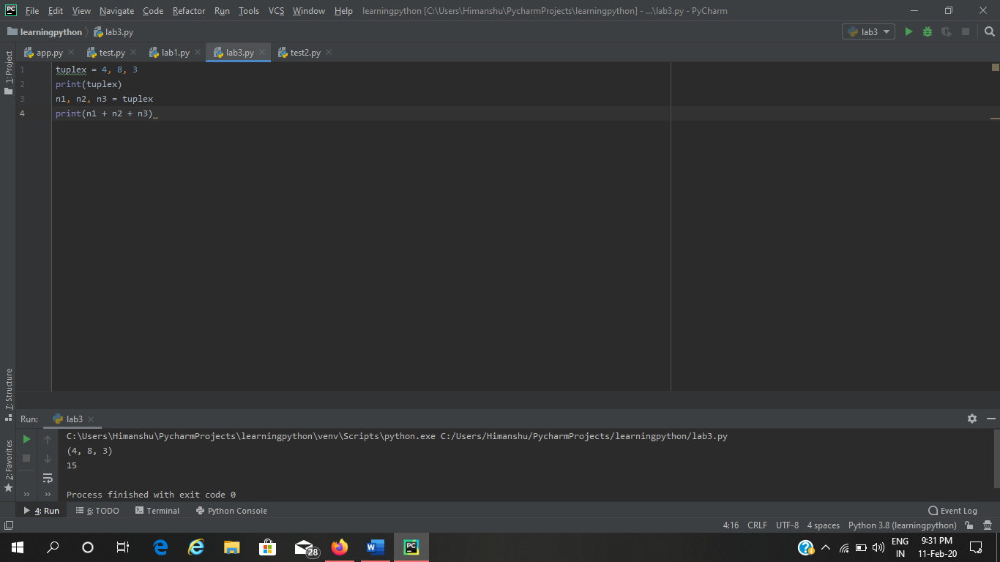 PC File Edit View Navigate Code Refactor Run Tools VCS Window Help learningpython [C:\Users\Himanshu\PycharmProjects\learningpython] - ...\lab3.py - PyCharm
learningpython lab3.py lab3
app.py test.py lab1.py lab3.py test2.py
1: Project
1 tuplex = 4, 8, 3
2 print(tuplex)
3 n1, n2, n3 = tuplex
4 print(n1 + n2 + n3)
7: Structure
2: Favorites
Run: lab3
C:\Users\Himanshu\PycharmProjects\learningpython\venv\Scripts\python.exe C:/Users/Himanshu/PycharmProjects/learningpython/lab3.py
(4, 8, 3)
15
Process finished with exit code 0
4: Run 6: TODO Terminal Python Console Event Log
4:16 CRLF UTF-8 4 spaces Python 3.8 (learningpython)
28 PC ENG 9:31 PM
IN 11-Feb-20